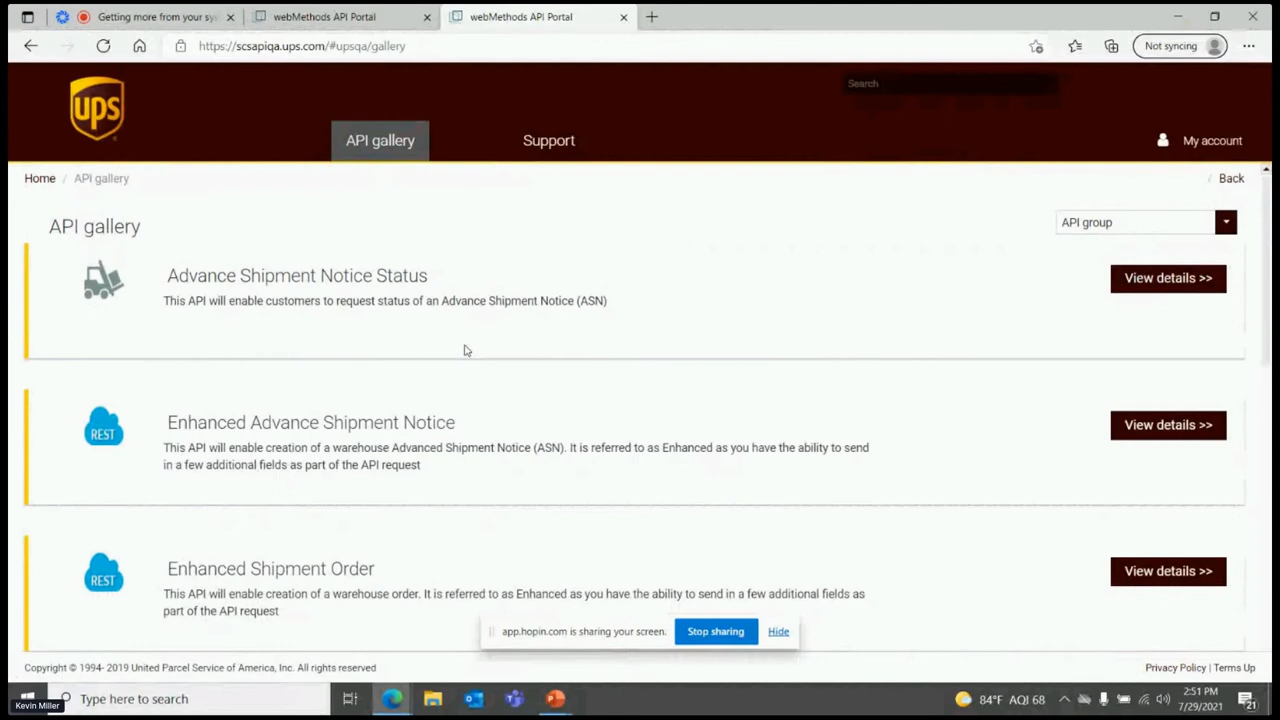 Getting more from your sys
webMethods API Portal
webMethods API Portal
https://scsapiqa.ups.com/#upsqa/gallery
Not syncing
ups
Search
API gallery
Support
My account
Home / API gallery
/ Back
API gallery
API group
Advance Shipment Notice Status
View details >>
This API will enable customers to request status of an Advance Shipment Notice (ASN)
REST
Enhanced Advance Shipment Notice
View details >>
This API will enable creation of a warehouse Advanced Shipment Notice (ASN). It is referred to as Enhanced as you have the ability to send
in a few additional fields as part of the API request
REST
Enhanced Shipment Order
View details >>
This API will enable creation of a warehouse order. It is referred to as Enhanced as you have the ability to send in a few additional fields as
part of the API request
app.hopin.com is sharing your screen.
Stop sharing
Hide
Copyright © 1994- 2019 United Parcel Service of America, Inc. All rights reserved
Privacy Policy | Terms Up
Type here to search
84°F AQI 68
2:51 PM
7/29/2021
21
Kevin Miller